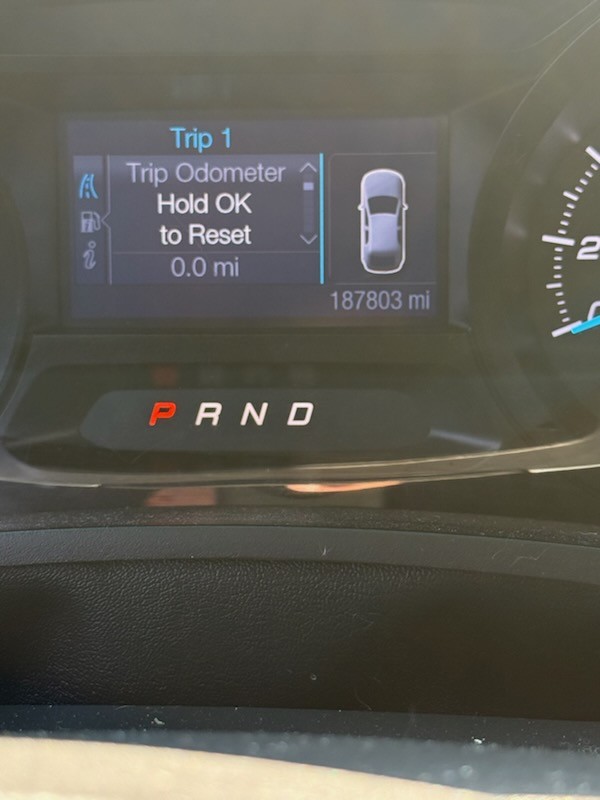 Trip 1
Trip Odometer
Hold OK
to Reset
0.0 mi
187803 mi
P R N D